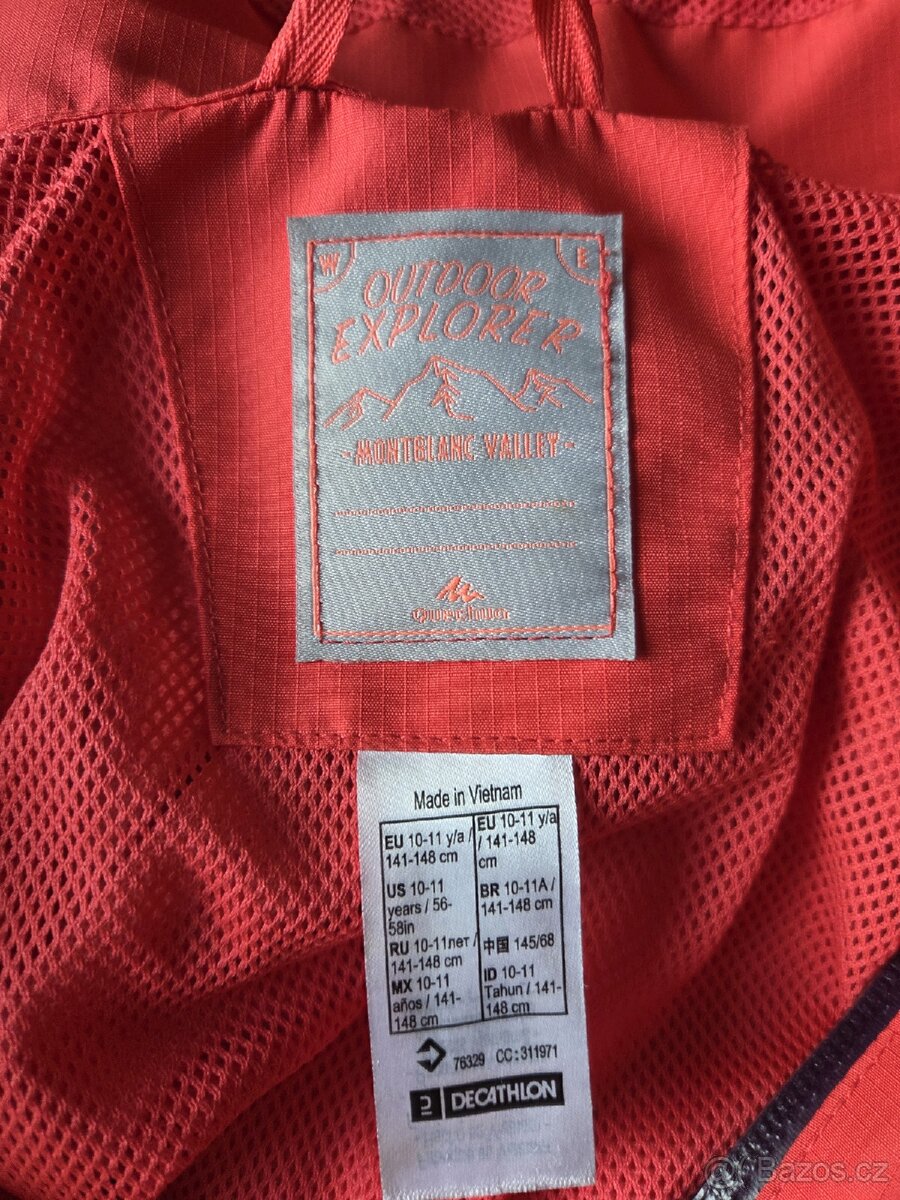 W E
OUTDOOR
EXPLORER
-MONTBLANC VALLEY-
Made in Vietnam
EU 10-11 y/a / 141-148 cm
EU 10-11 y/a / 141-148 cm
US 10-11 years / 56-58in
BR 10-11A / 141-148 cm
RU 10-11лет / 141-148 cm
中国 145/68
MX 10-11 años / 141-148 cm
ID 10-11 Tahun / 141-148 cm
76329 CC:311971
DECATHLON
Bazos.cz